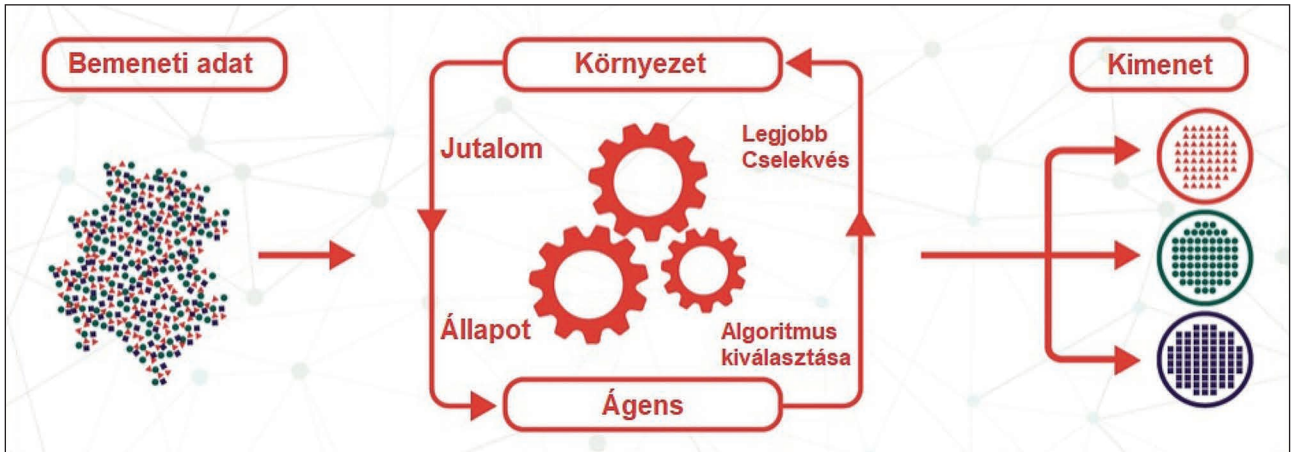 Bemeneti adat
Környezet
Kimenet
Jutalom
Legjobb
Cselekvés
Állapot
Algoritmus
kiválasztása
Ágens